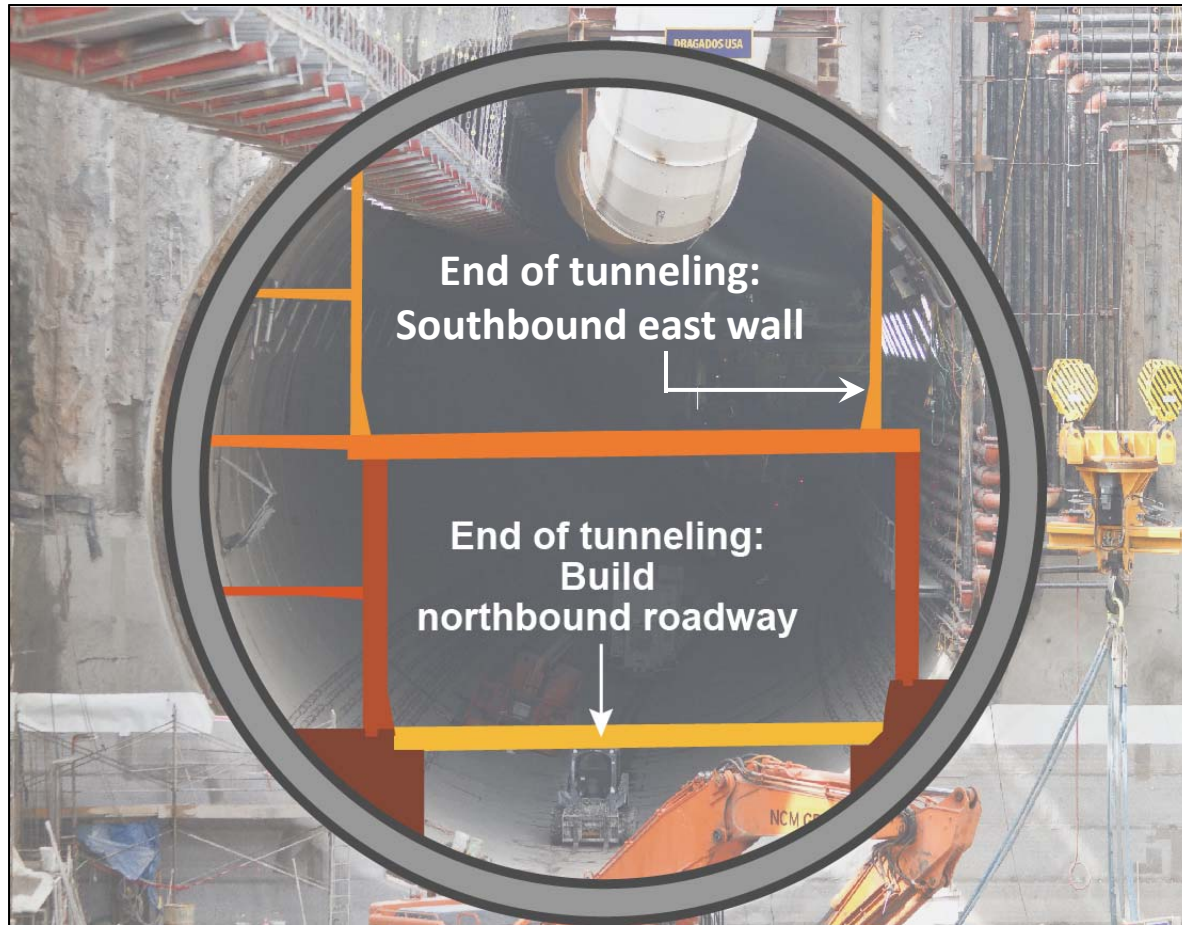 DRAGADOS USA
End of tunneling:
Southbound east wall
End of tunneling:
Build
northbound roadway
NCM